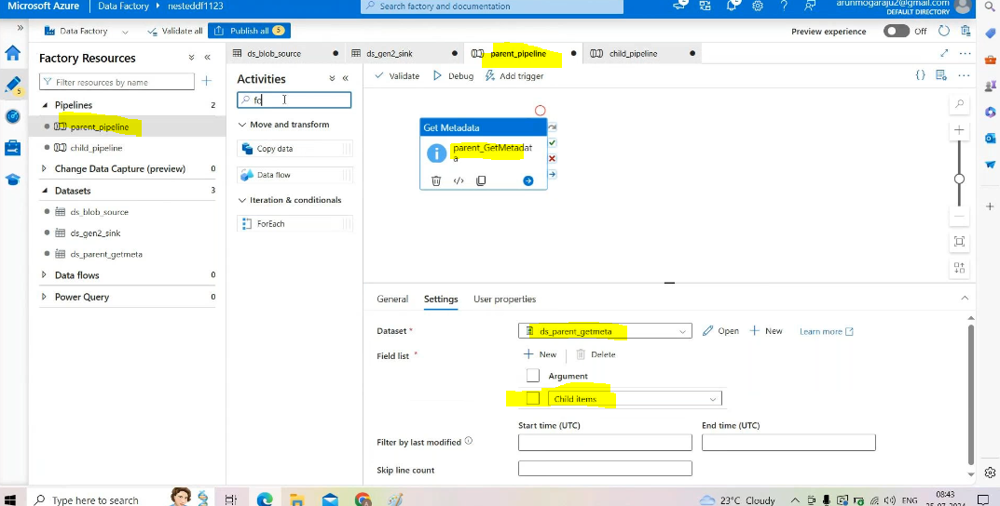 Microsoft Azure
Data Factory
nesteddf1123
Search factory and documentation
arunmogaraju2@gmail.com
DEFAULT DIRECTORY
Data Factory
Validate all
Publish all
5
Preview experience
Off
5
Factory Resources
Filter resources by name
Pipelines
2
parent_pipeline
child_pipeline
Change Data Capture (preview)
0
Datasets
3
ds_blob_source
ds_gen2_sink
ds_parent_getmeta
Data flows
0
Power Query
0
ds_blob_source
ds_gen2_sink
parent_pipeline
child_pipeline
Activities
fo
Move and transform
Copy data
Data flow
Iteration & conditionals
ForEach
Validate
Debug
Add trigger
Get Metadata
parent_GetMetadat
a
General
Settings
User properties
Dataset *
ds_parent_getmeta
Open
New
Learn more
Field list *
New
Delete
Argument
Child items
Start time (UTC)
End time (UTC)
Filter by last modified
Skip line count
Type here to search
23°C Cloudy
ENG
08:43
25-07-2024